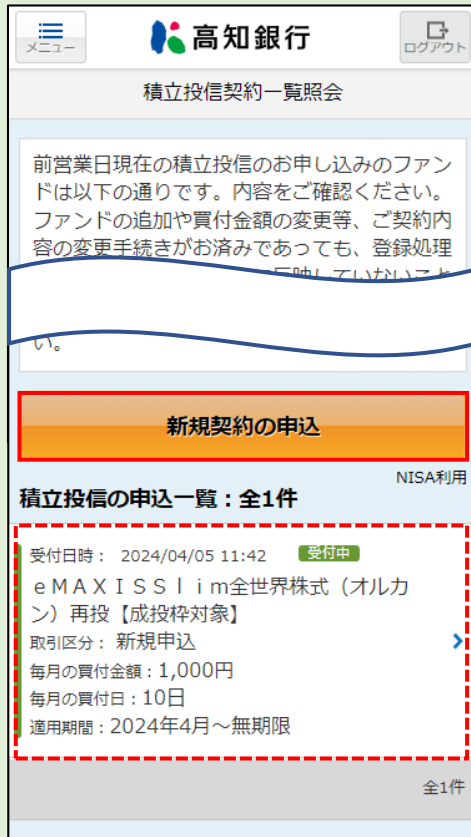 メニュー
高知銀行
ログアウト
積立投信契約一覧照会
前営業日現在の積立投信のお申し込みのファン
ドは以下の通りです。内容をご確認ください。
ファンドの追加や買付金額の変更等、ご契約内
容の変更手続きがお済みであっても、登録処理
反映していないこと
い。
新規契約の申込
NISA利用
積立投信の申込一覧：全1件
受付日時： 2024/04/05 11:42 受付中
ｅＭＡＸＩＳＳｌｉｍ全世界株式（オルカ
ン）再投【成投枠対象】
取引区分： 新規申込
毎月の買付金額：1,000円
毎月の買付日：10日
適用期間：2024年4月～無期限
全1件